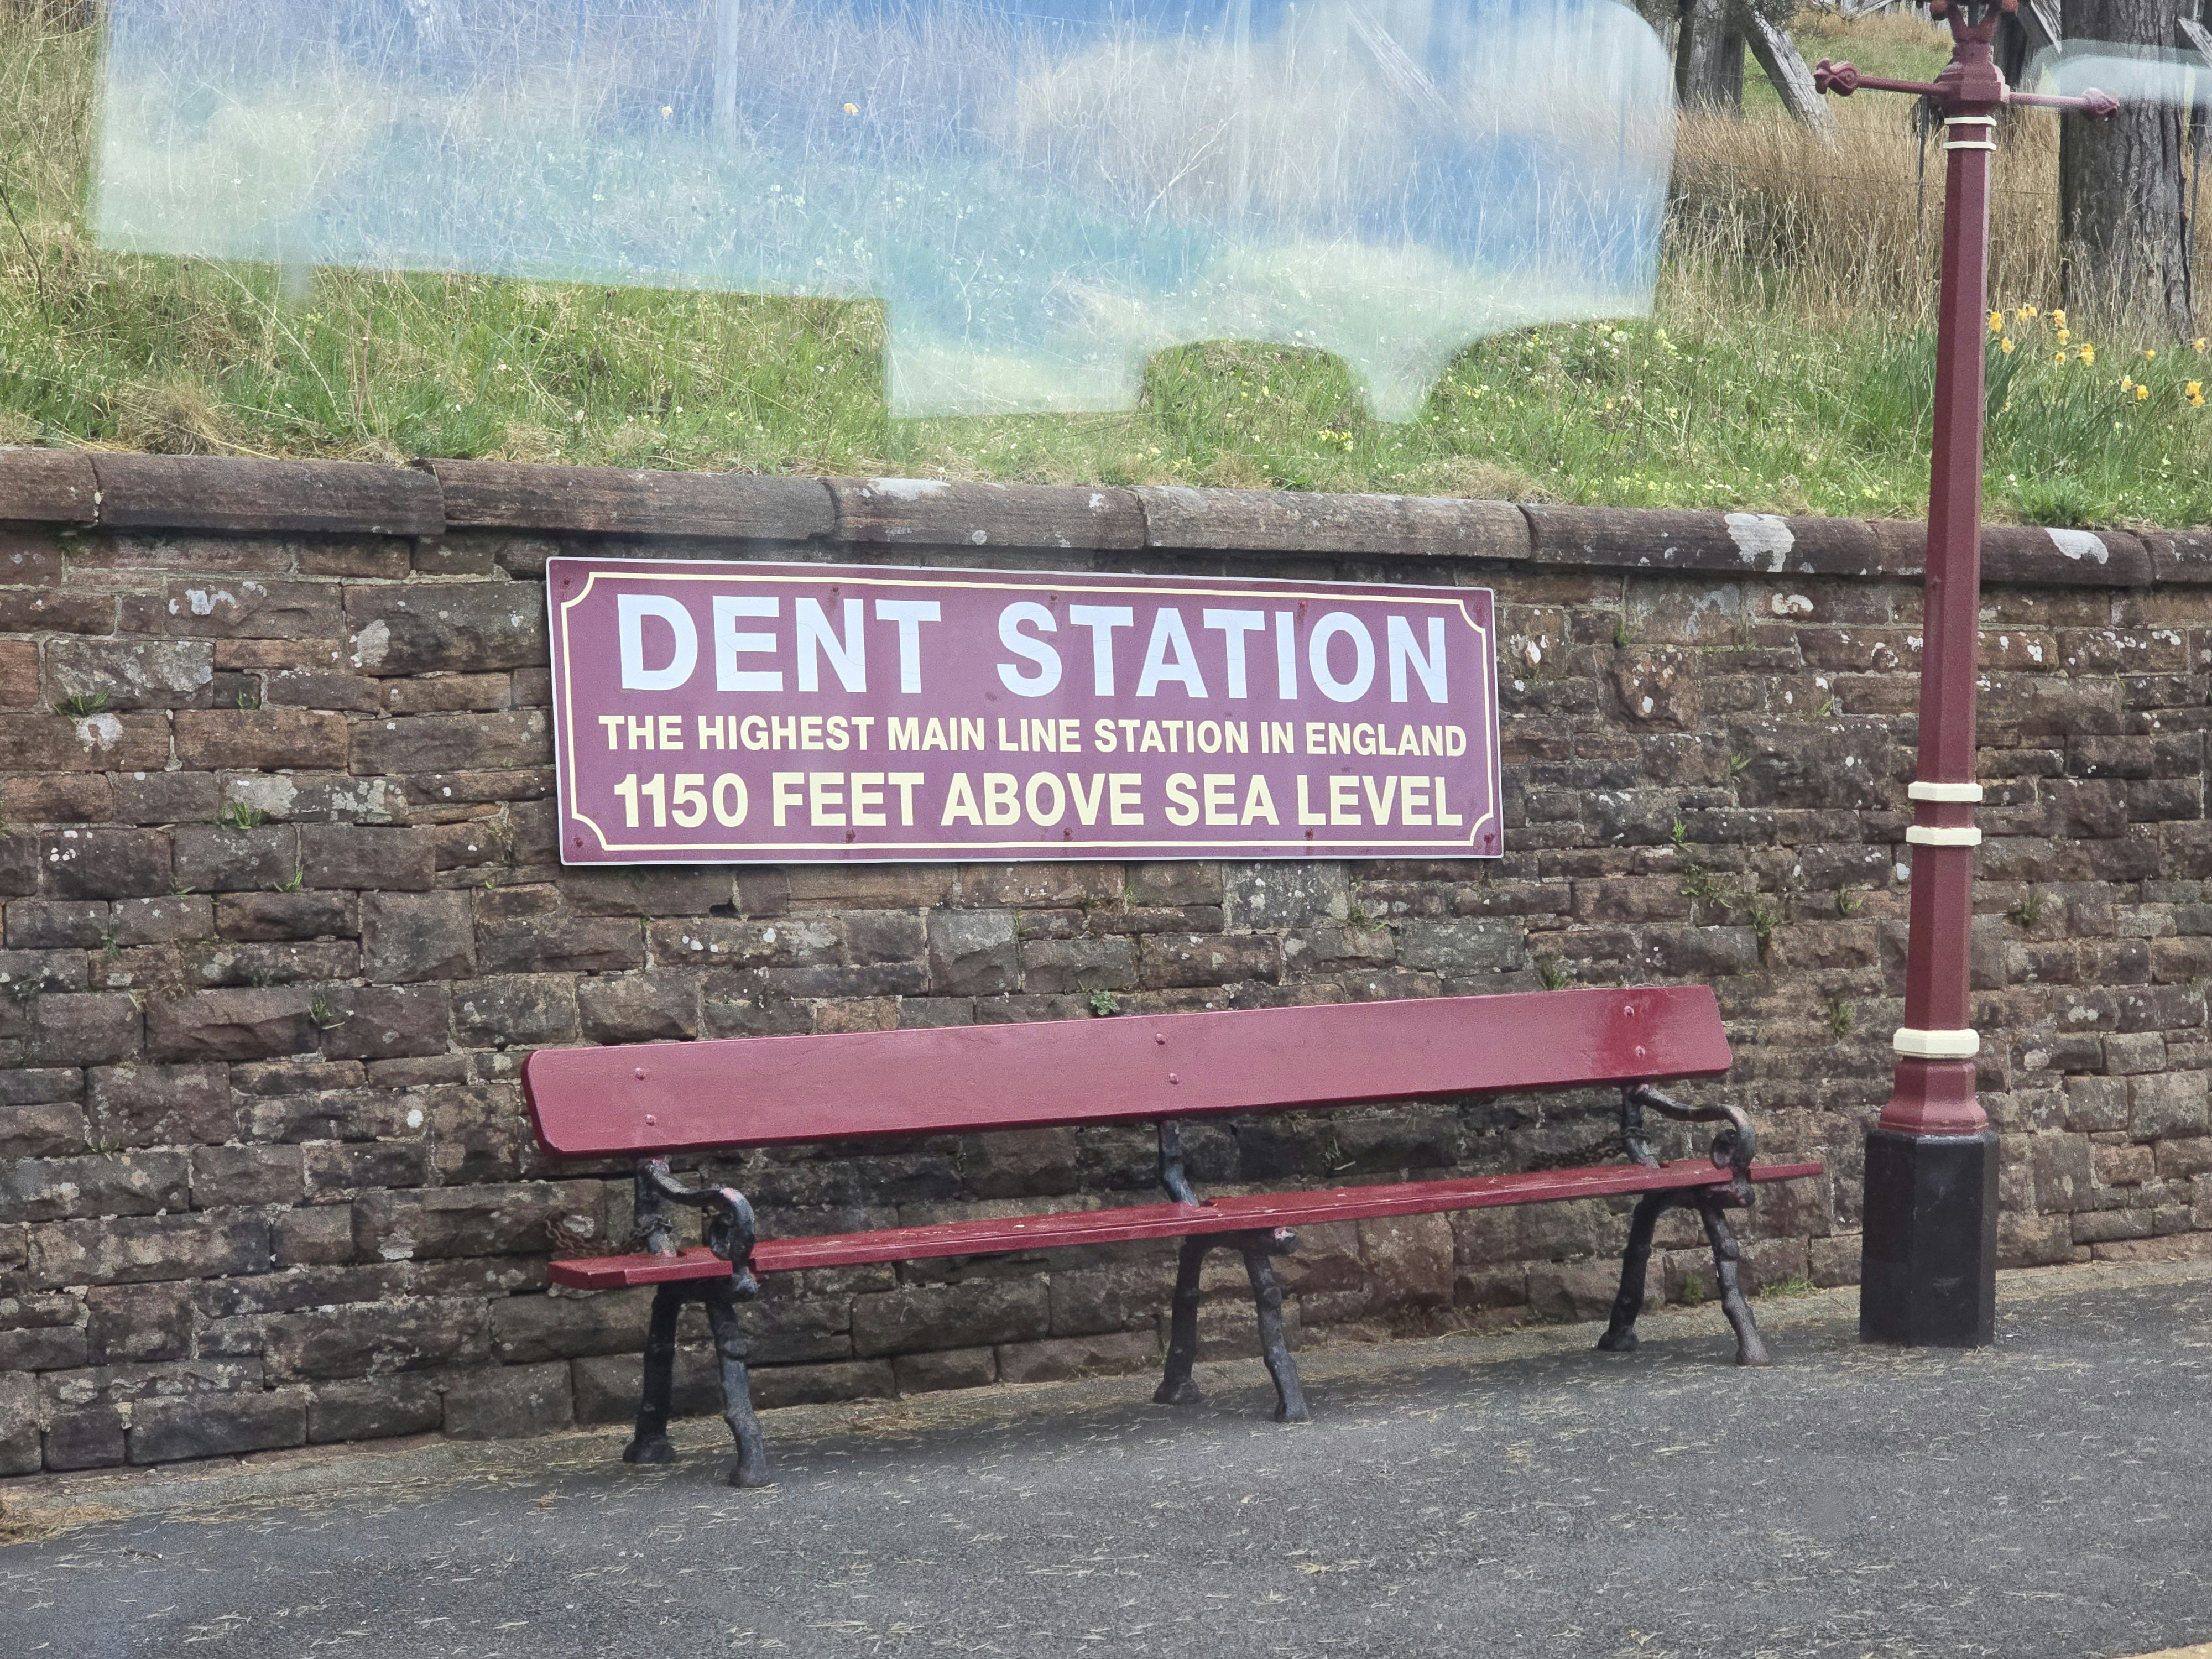 DENT STATION
THE HIGHEST MAIN LINE STATION IN ENGLAND
1150 FEET ABOVE SEA LEVEL